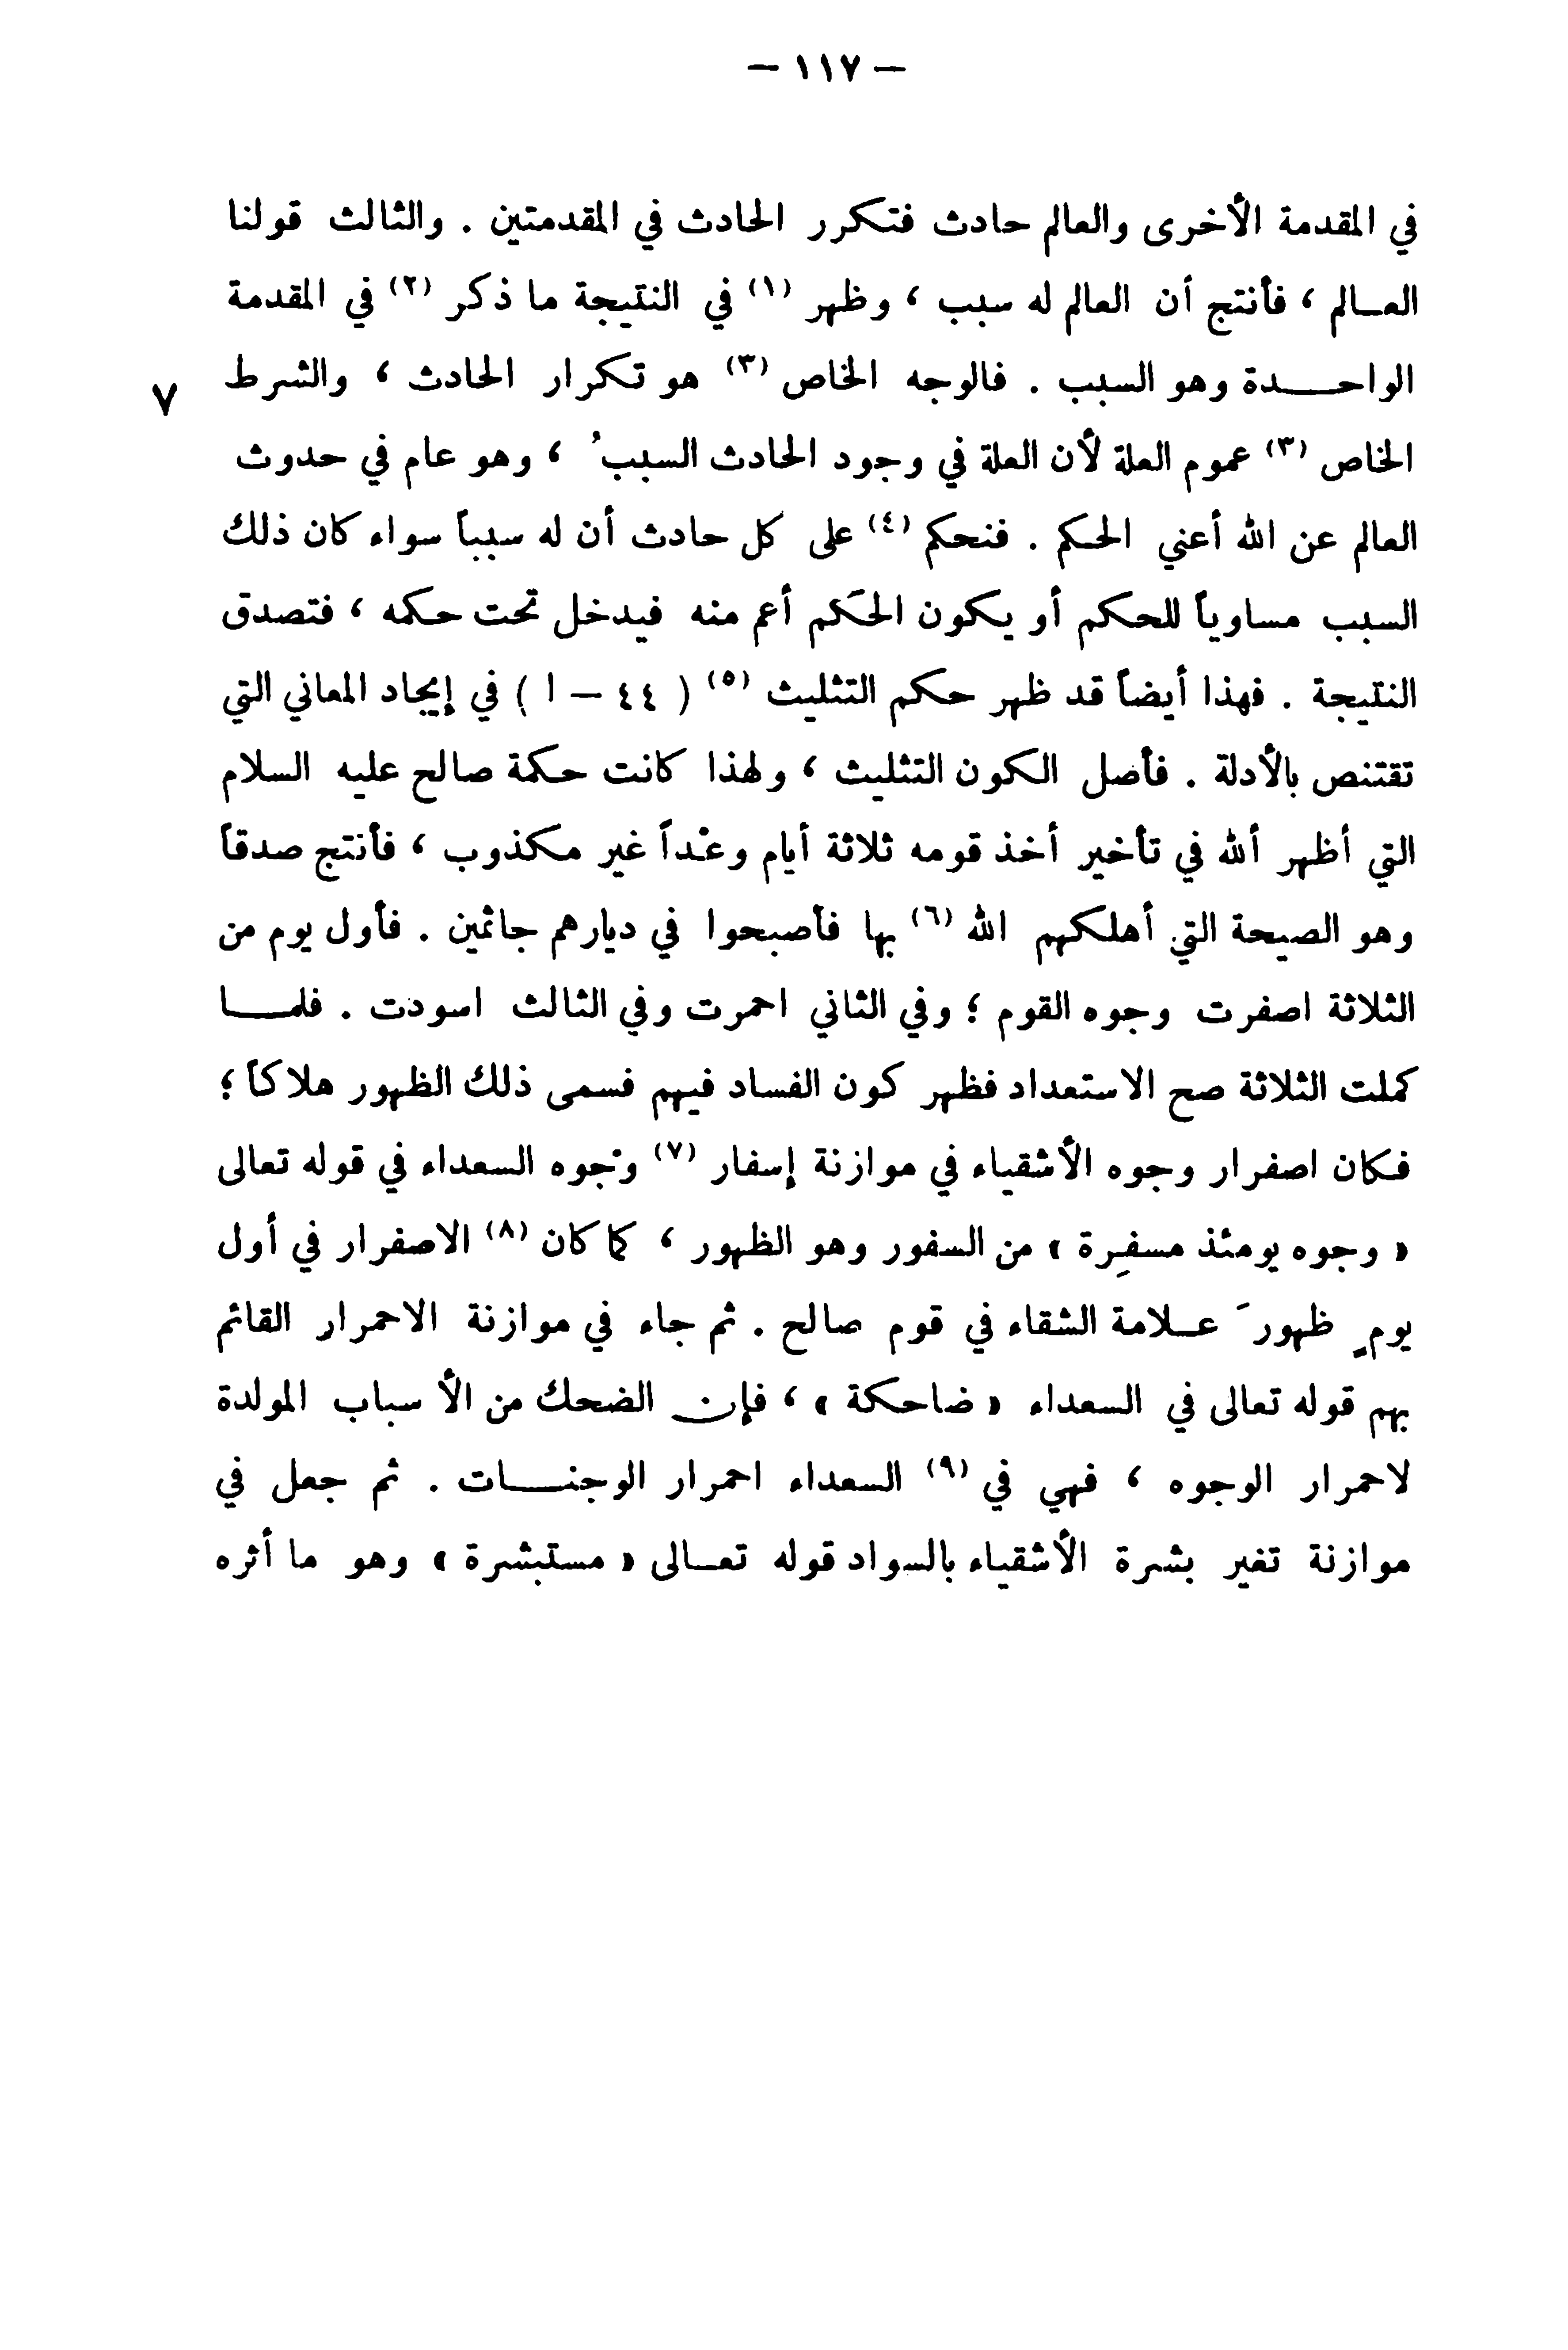 — ١١٧ —
في المقدمة الأخرى والعالم حادث فتكرر الحادث في المقدمتين . والثالث قولنا
العـالم ، فأنتج أن العالم له سبب ، وظهر (١) في النتيجة ما ذكر (٢) في المقدمة
الواحـــدة وهو السبب . فالوجه الخاص (٣) هو تكرار الحادث ، والشرط
٧
الخاص (٣) عموم العلة لأن العلة في وجود الحادث السببُ ، وهو عام في حدوث
العالم عن الله أعني الحكم . فنحكم (٤) على كل حادث أن له سبباً سواء كان ذلك
السبب مساوياً للحكم أو يكون الحكم أعم منه فيدخل تحت حكمه ، فتصدق
النتيجة . فهذا أيضاً قد ظهر حكم التثليث (٥) ( ٤٤ – ا ) في إيجاد المعاني التي
تقتنص بالأدلة . فأصل الكون التثليث ، ولهذا كانت حكمة صالح عليه السلام
التي أظهر ألله في تأخير أخذ قومه ثلاثة أيام وعْداً غير مكذوب ، فأنتج صدقاً
وهو الصيحة التي أهلكهم الله (٦) بها فأصبحوا في ديارهم جاثمين . فأول يوم من
الثلاثة اصفرت وجوه القوم ؛ وفي الثاني احمرت وفي الثالث اسودت . فلمـــا
كملت الثلاثة صح الاستعداد فظهر كون الفساد فيهم فسمى ذلك الظهور هلاكاً ؛
فكان اصفرار وجوه الأشقياء في موازنة إسفار (٧) وجوه السعداء في قوله تعالى
« وجوه يومئذ مسفِرة » من السفور وهو الظهور ، كما كان (٨) الاصفرار في أول
يومٍ ظهورَ عـلامة الشقاء في قوم صالح . ثم جاء في موازنة الاحمرار القائم
بهم قوله تعالى في السعداء « ضاحكة » ، فإن الضحك من الأ سباب المولدة
لاحمرار الوجوه ، فهي في (٩) السعداء احمرار الوجنـــات . ثم جعل في
موازنة تغير بشرة الأشقياء بالسواد قوله تعـالى « مستبشرة » وهو ما أثره